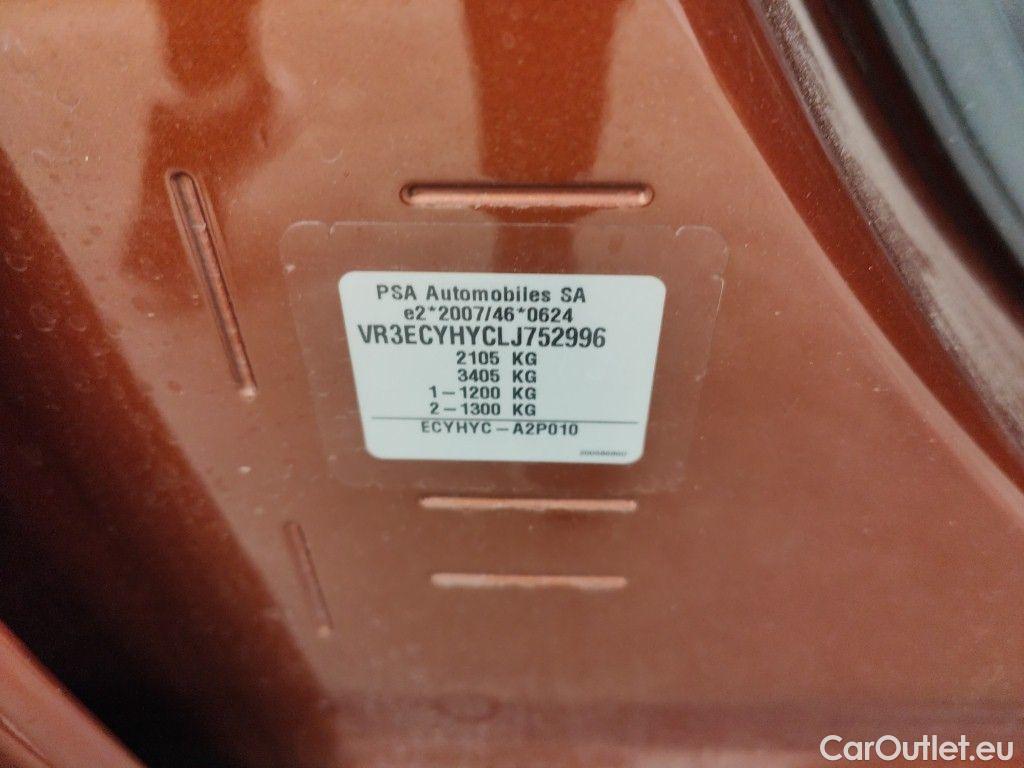 PSA Automobiles SA
e2*2007/46*0624
VR3ECYHYCLJ752996
2105 KG
3405 KG
1-1200 KG
2-1300 KG
ECYHYC-A2P010
CarOutlet.eu